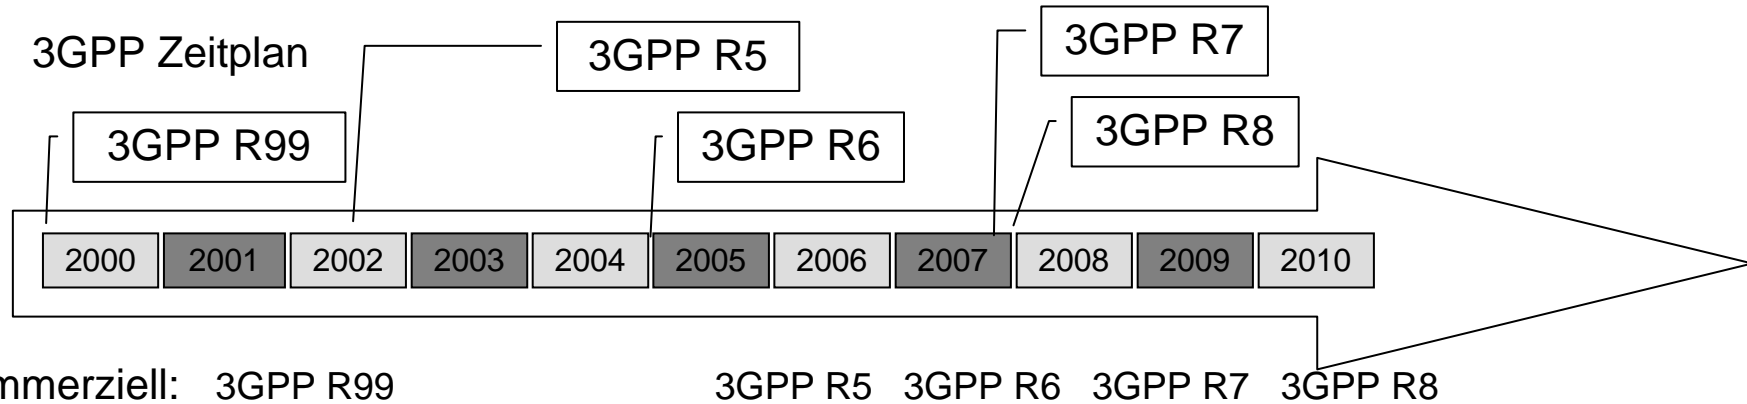 3GPP Zeitplan
3GPP R5
3GPP R7
3GPP R99
3GPP R6
3GPP R8
2000 2001 2002 2003 2004 2005 2006 2007 2008 2009 2010
mmerziell: 3GPP R99 3GPP R5 3GPP R6 3GPP R7 3GPP R8